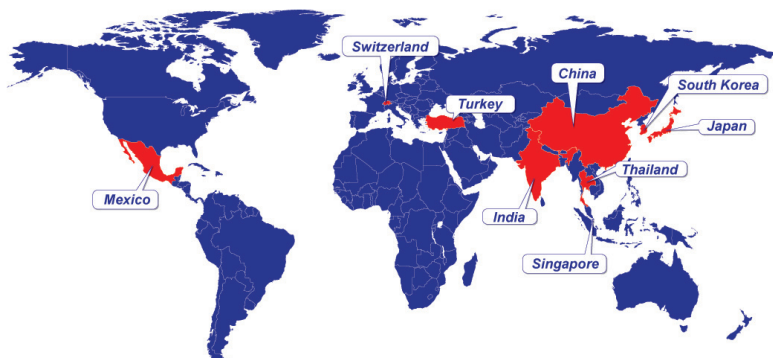 Switzerland
China
South Korea
Turkey
Japan
Thailand
Mexico
India
Singapore